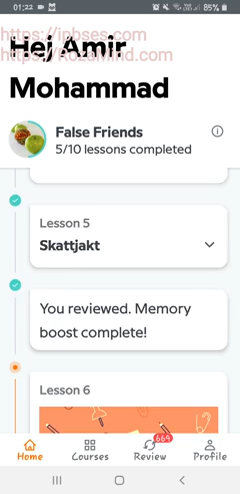 01:22
85%
https://ipbses.com
https://RozaMind.com
Hej Amir
Mohammad
False Friends
5/10 lessons completed
Lesson 5
Skattjakt
You reviewed. Memory
boost complete!
Lesson 6
664
Home Courses Review Profile